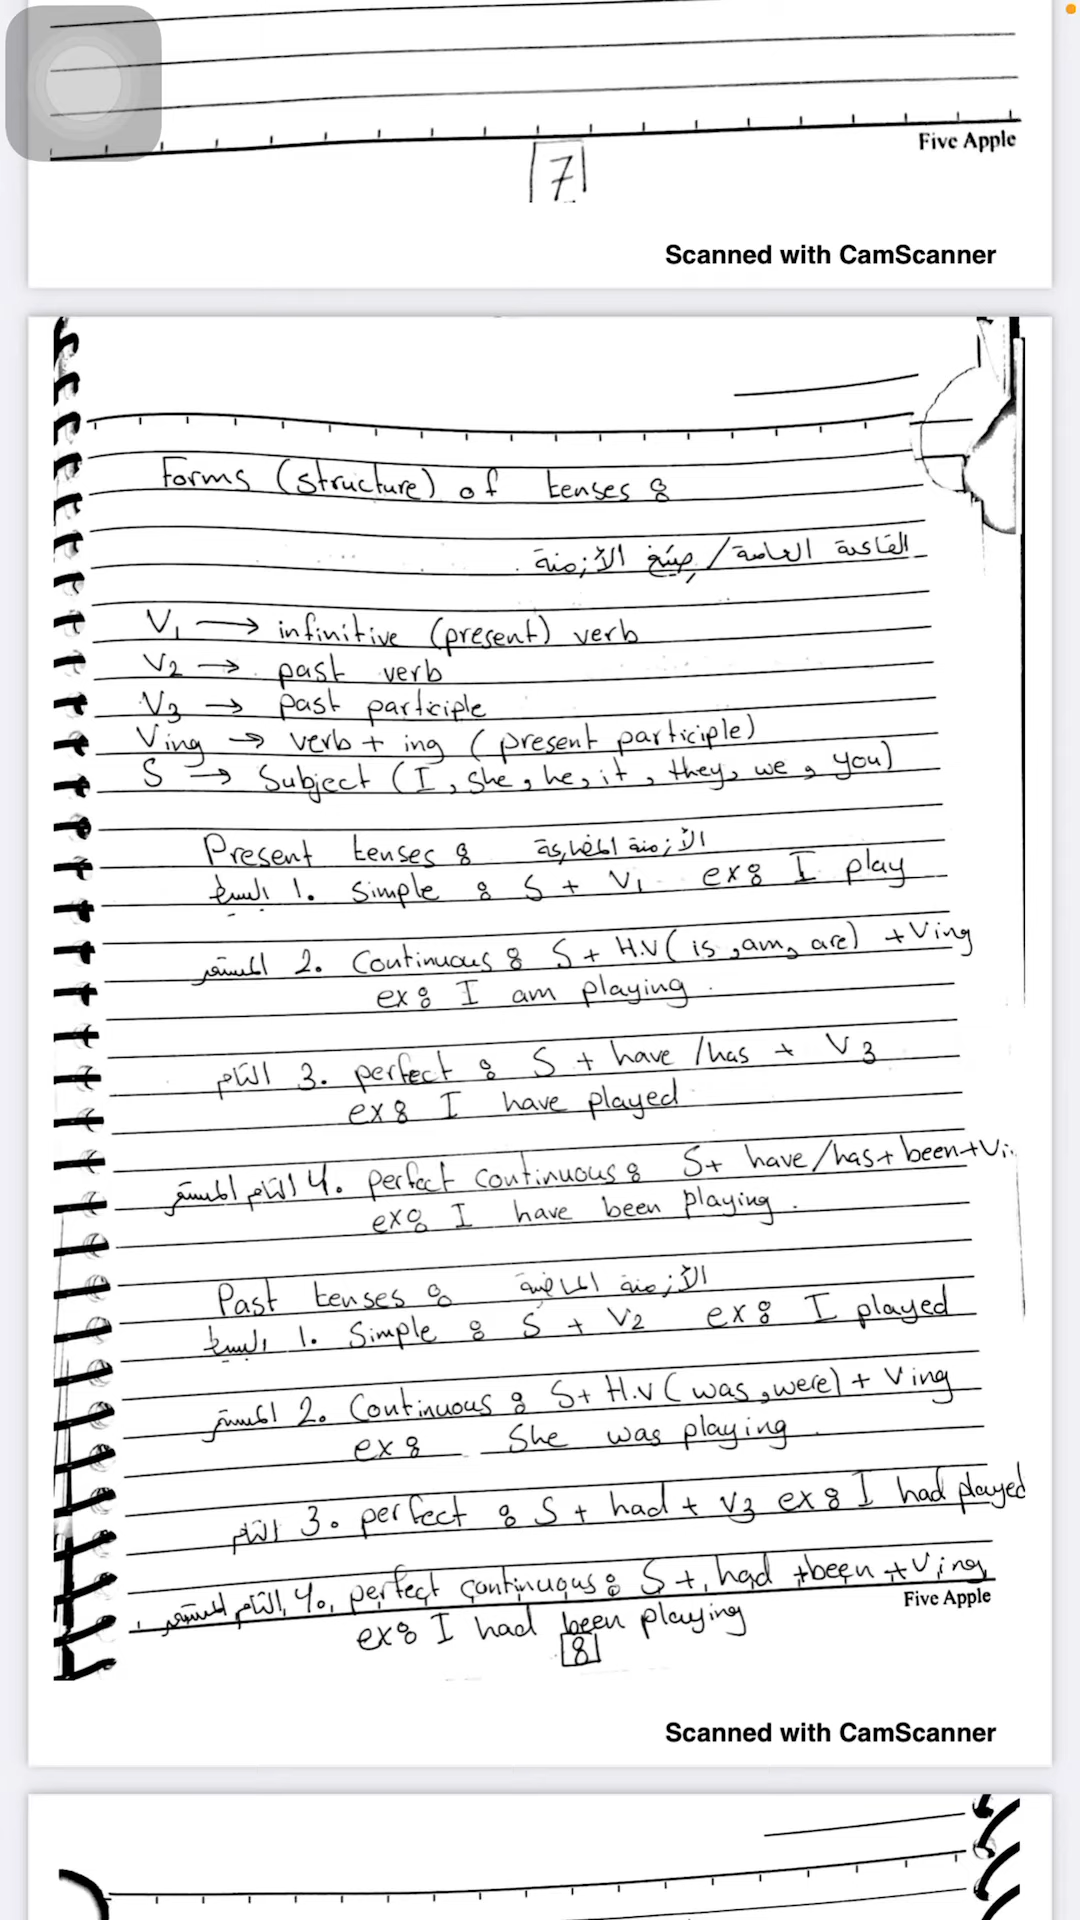 Five Apple
7
Scanned with CamScanner
Forms (structure) of tenses :
القاعدة العامة / صِيَغ الأزمنة .
V1 → infinitive (present) verb
V2 → past verb
V3 → past participle
Ving → verb + ing (present participle)
S → Subject (I, she, he, it, they, we, you)
Present tenses : الأزمنة المضارعة
البسيط 1. Simple : S + V1 ex: I play
المستمر 2. Continuous : S + H.V (is, am, are) + Ving
ex: I am playing.
التام 3. perfect : S + have / has + V3
ex: I have played.
التام المستمر 4. perfect continuous : S + have/has + been + Vi
ex: I have been playing.
Past tenses : الأزمنة الماضية
البسيط 1. Simple : S + V2 ex: I played
المستمر 2. Continuous : S + H.V (was, were) + Ving
ex: She was playing.
التام 3. perfect : S + had + V3 ex: I had played
التام المستمر 4. perfect continuous : S + had + been + Ving
Five Apple
ex: I had been playing
8
Scanned with CamScanner